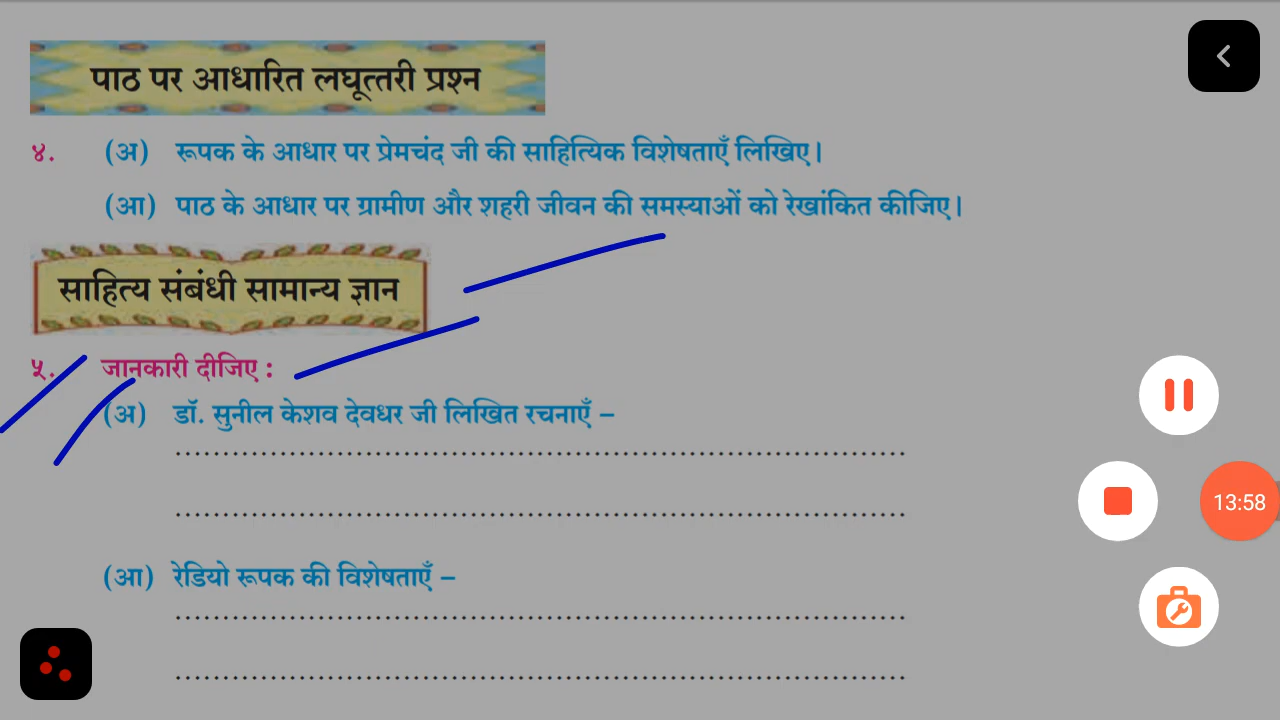 पाठ पर आधारित लघूत्तरी प्रश्न
४. (अ) रूपक के आधार पर प्रेमचंद जी की साहित्यिक विशेषताएँ लिखिए।
(आ) पाठ के आधार पर ग्रामीण और शहरी जीवन की समस्याओं को रेखांकित कीजिए।
साहित्य संबंधी सामान्य ज्ञान
५. जानकारी दीजिए :
(अ) डॉ. सुनील केशव देवधर जी लिखित रचनाएँ –
................................................................................
................................................................................
13:58
(आ) रेडियो रूपक की विशेषताएँ –
................................................................................
................................................................................